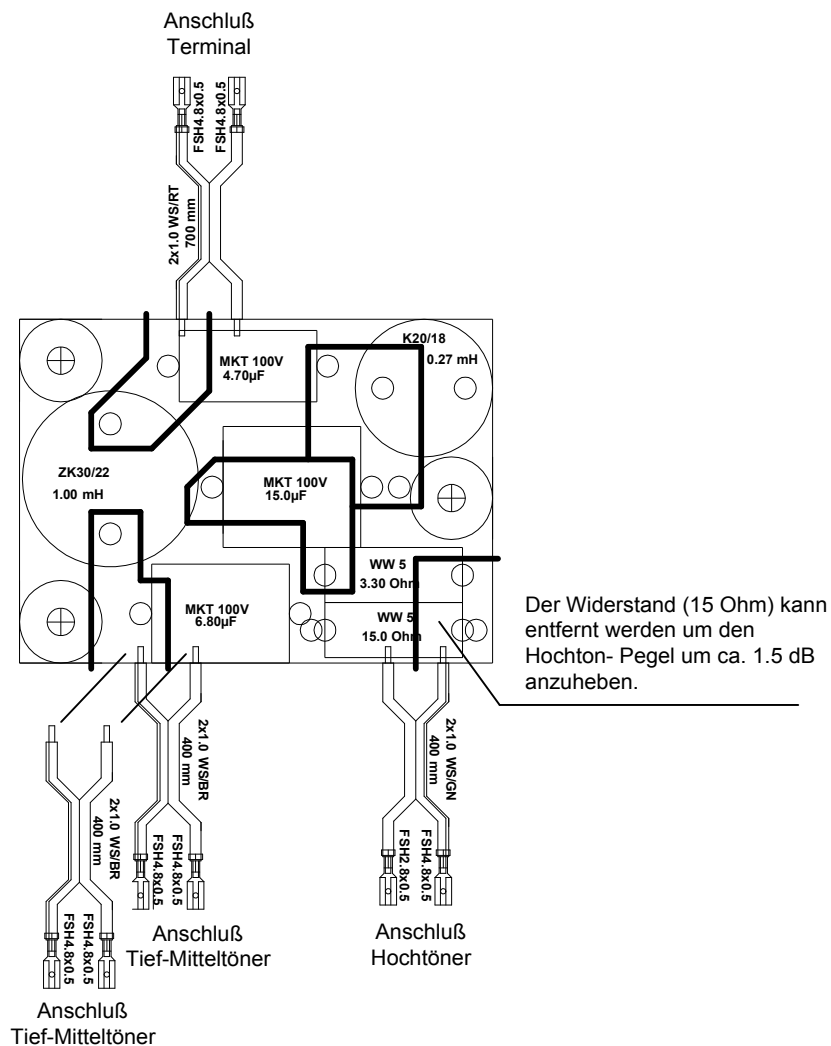 Anschluß
Terminal
FSH4.8x0.5
FSH4.8x0.5
2x1.0 WS/RT
700 mm
MKT 100V
4.70µF
K20/18
0.27 mH
ZK30/22
1.00 mH
MKT 100V
15.0µF
WW 5
3.30 Ohm
MKT 100V
6.80µF
WW 5
15.0 Ohm
Der Widerstand (15 Ohm) kann
entfernt werden um den
Hochton- Pegel um ca. 1.5 dB
anzuheben.
2x1.0 WS/BR
400 mm
2x1.0 WS/GN
400 mm
2x1.0 WS/BR
400 mm
FSH4.8x0.5
FSH4.8x0.5
FSH2.8x0.5
FSH4.8x0.5
FSH4.8x0.5
FSH4.8x0.5
Anschluß
Tief-Mitteltöner
Anschluß
Hochtöner
Anschluß
Tief-Mitteltöner